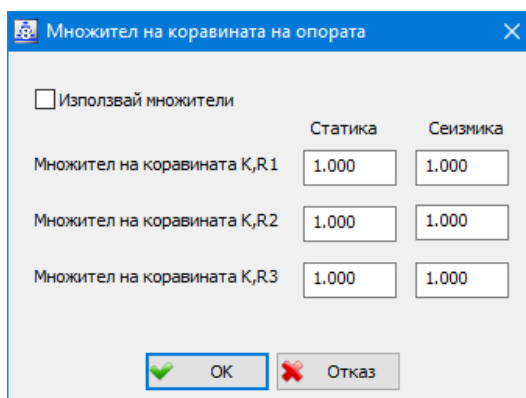 Множител на коравината на опората
Използвай множители
Статика Сеизмика
Множител на коравината K,R1 1.000 1.000
Множител на коравината K,R2 1.000 1.000
Множител на коравината K,R3 1.000 1.000
OK Отказ